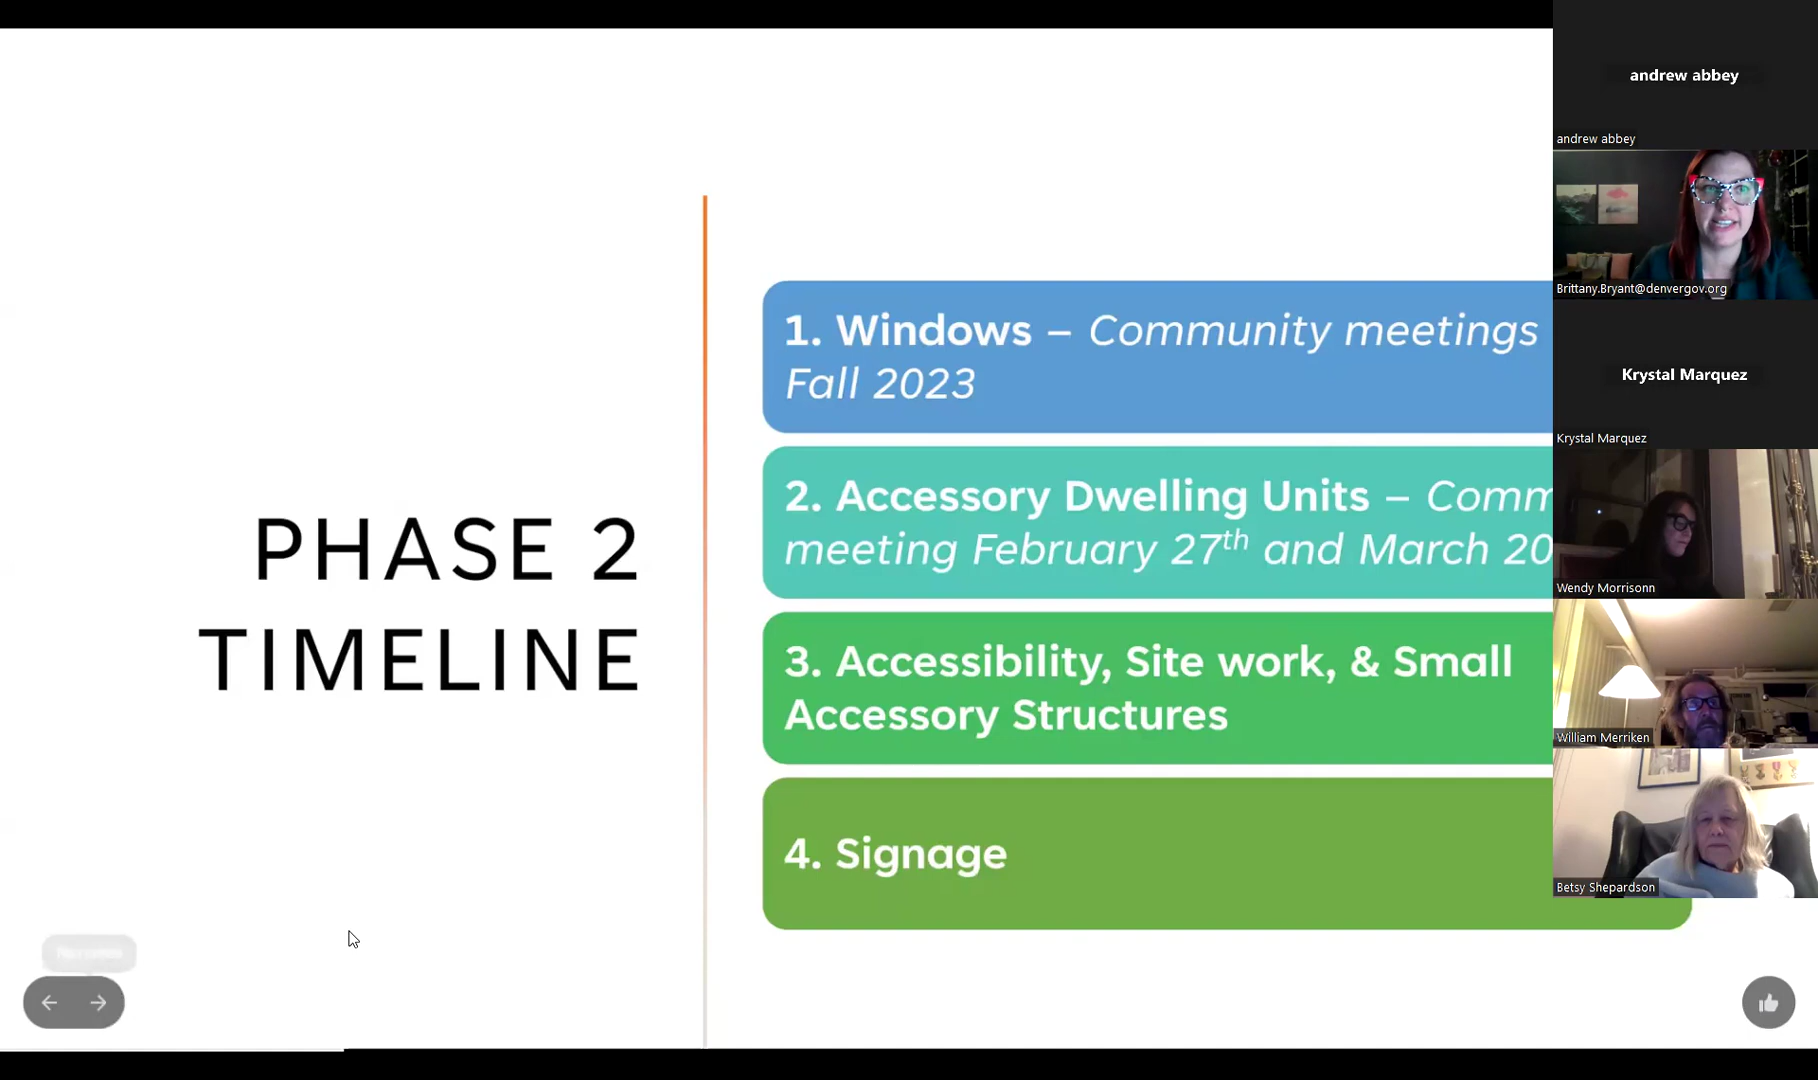 PHASE 2
TIMELINE
1. Windows – Community meetings
Fall 2023
2. Accessory Dwelling Units – Comm
meeting February 27th and March 20
3. Accessibility, Site work, & Small
Accessory Structures
4. Signage
andrew abbey
andrew abbey
Brittany.Bryant@denvergov.org
Krystal Marquez
Krystal Marquez
Wendy Morrisonn
William Merriken
Betsy Shepardson